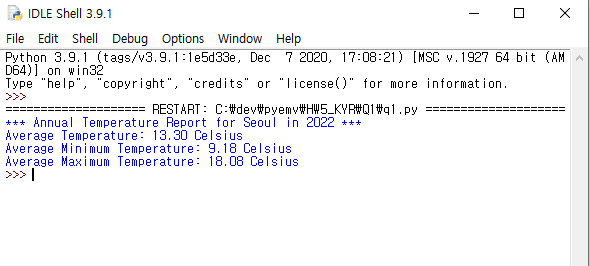 IDLE Shell 3.9.1
File Edit Shell Debug Options Window Help
Python 3.9.1 (tags/v3.9.1:1e5d33e, Dec  7 2020, 17:08:21) [MSC v.1927 64 bit (AM
D64)] on win32
Type "help", "copyright", "credits" or "license()" for more information.
>>>
==================== RESTART: C:₩dev₩pyemv₩HW5_KYR₩Q1₩q1.py ====================
*** Annual Temperature Report for Seoul in 2022 ***
Average Temperature: 13.30 Celsius
Average Minimum Temperature: 9.18 Celsius
Average Maximum Temperature: 18.08 Celsius
>>>